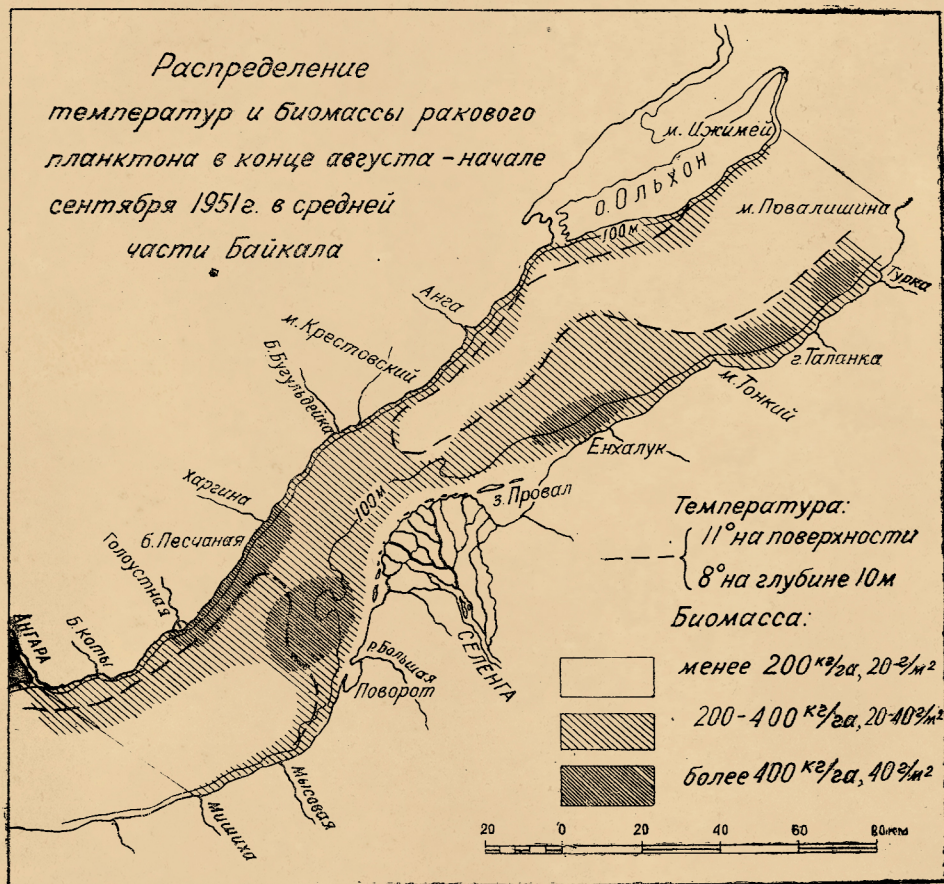 Распределение
температур и биомассы ракового
планктона в конце августа – начале
сентября 1951г. в средней
части Байкала
м. Ижимей
о. Ольхон
100м
м. Повалишина
Турка
г. Таланка
м. Тонкий
Енхалук
з. Провал
Анга
м. Крестовский
б. Бугульдейка
100м
Харгина
б. Песчаная
Голоустная
б. Коты
АНГАРА
СЕЛЕНГА
р. Большая
Поворот
Мысовая
Мишиха
Температура:
11° на поверхности
8° на глубине 10м
Биомасса:
менее 200 кг/га, 20 г/м²
200-400 кг/га, 20-40 г/м²
более 400 кг/га, 40 г/м²
20 0 20 40 60 80 км